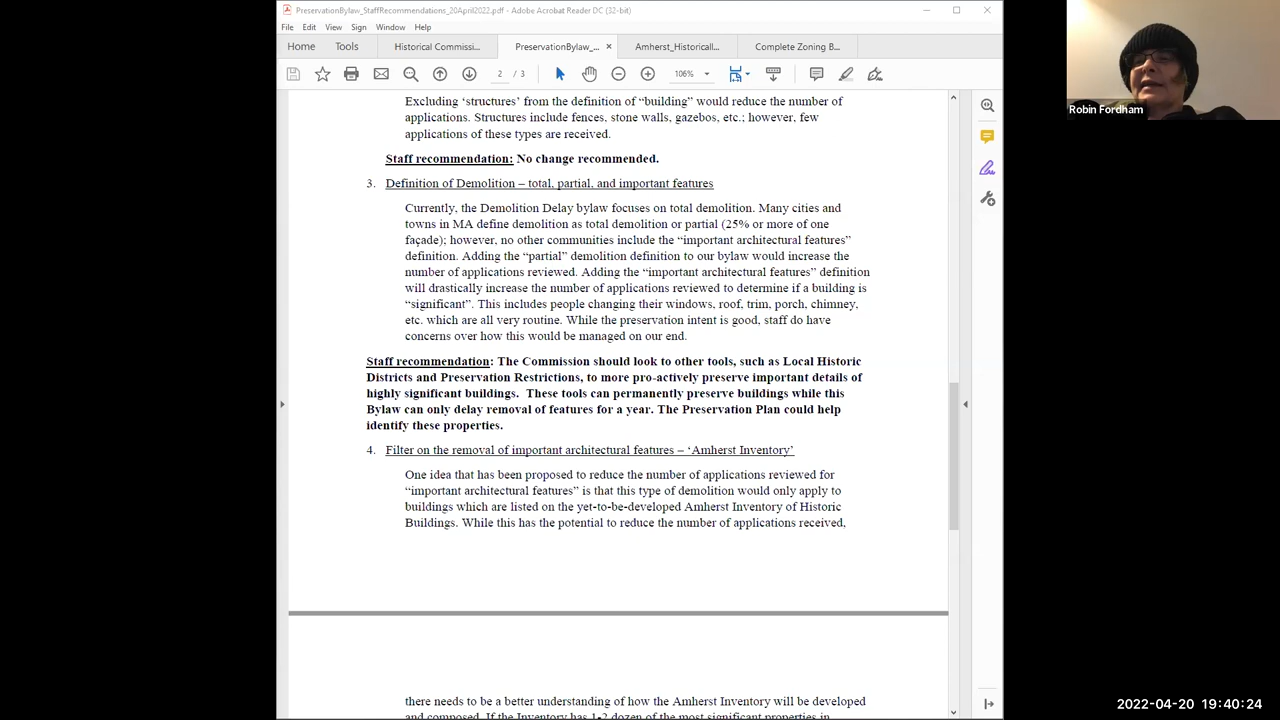 PreservationBylaw_StaffRecommendations_20April2022.pdf - Adobe Acrobat Reader DC (32-bit)
File Edit View Sign Window Help
Home Tools Historical Commissi... PreservationBylaw_... × Amherst_Historicall... Complete Zoning B...
2 / 3 106%
Robin Fordham
Excluding ‘structures’ from the definition of “building” would reduce the number of
applications. Structures include fences, stone walls, gazebos, etc.; however, few
applications of these types are received.
Staff recommendation: No change recommended.
3. Definition of Demolition – total, partial, and important features
Currently, the Demolition Delay bylaw focuses on total demolition. Many cities and
towns in MA define demolition as total demolition or partial (25% or more of one
façade); however, no other communities include the “important architectural features”
definition. Adding the “partial” demolition definition to our bylaw would increase the
number of applications reviewed. Adding the “important architectural features” definition
will drastically increase the number of applications reviewed to determine if a building is
“significant”. This includes people changing their windows, roof, trim, porch, chimney,
etc. which are all very routine. While the preservation intent is good, staff do have
concerns over how this would be managed on our end.
Staff recommendation: The Commission should look to other tools, such as Local Historic
Districts and Preservation Restrictions, to more pro-actively preserve important details of
highly significant buildings. These tools can permanently preserve buildings while this
Bylaw can only delay removal of features for a year. The Preservation Plan could help
identify these properties.
4. Filter on the removal of important architectural features – ‘Amherst Inventory’
One idea that has been proposed to reduce the number of applications reviewed for
“important architectural features” is that this type of demolition would only apply to
buildings which are listed on the yet-to-be-developed Amherst Inventory of Historic
Buildings. While this has the potential to reduce the number of applications received,
there needs to be a better understanding of how the Amherst Inventory will be developed
and composed. If the Inventory has 1-2 dozen of the most significant properties in
2022-04-20 19:40:24